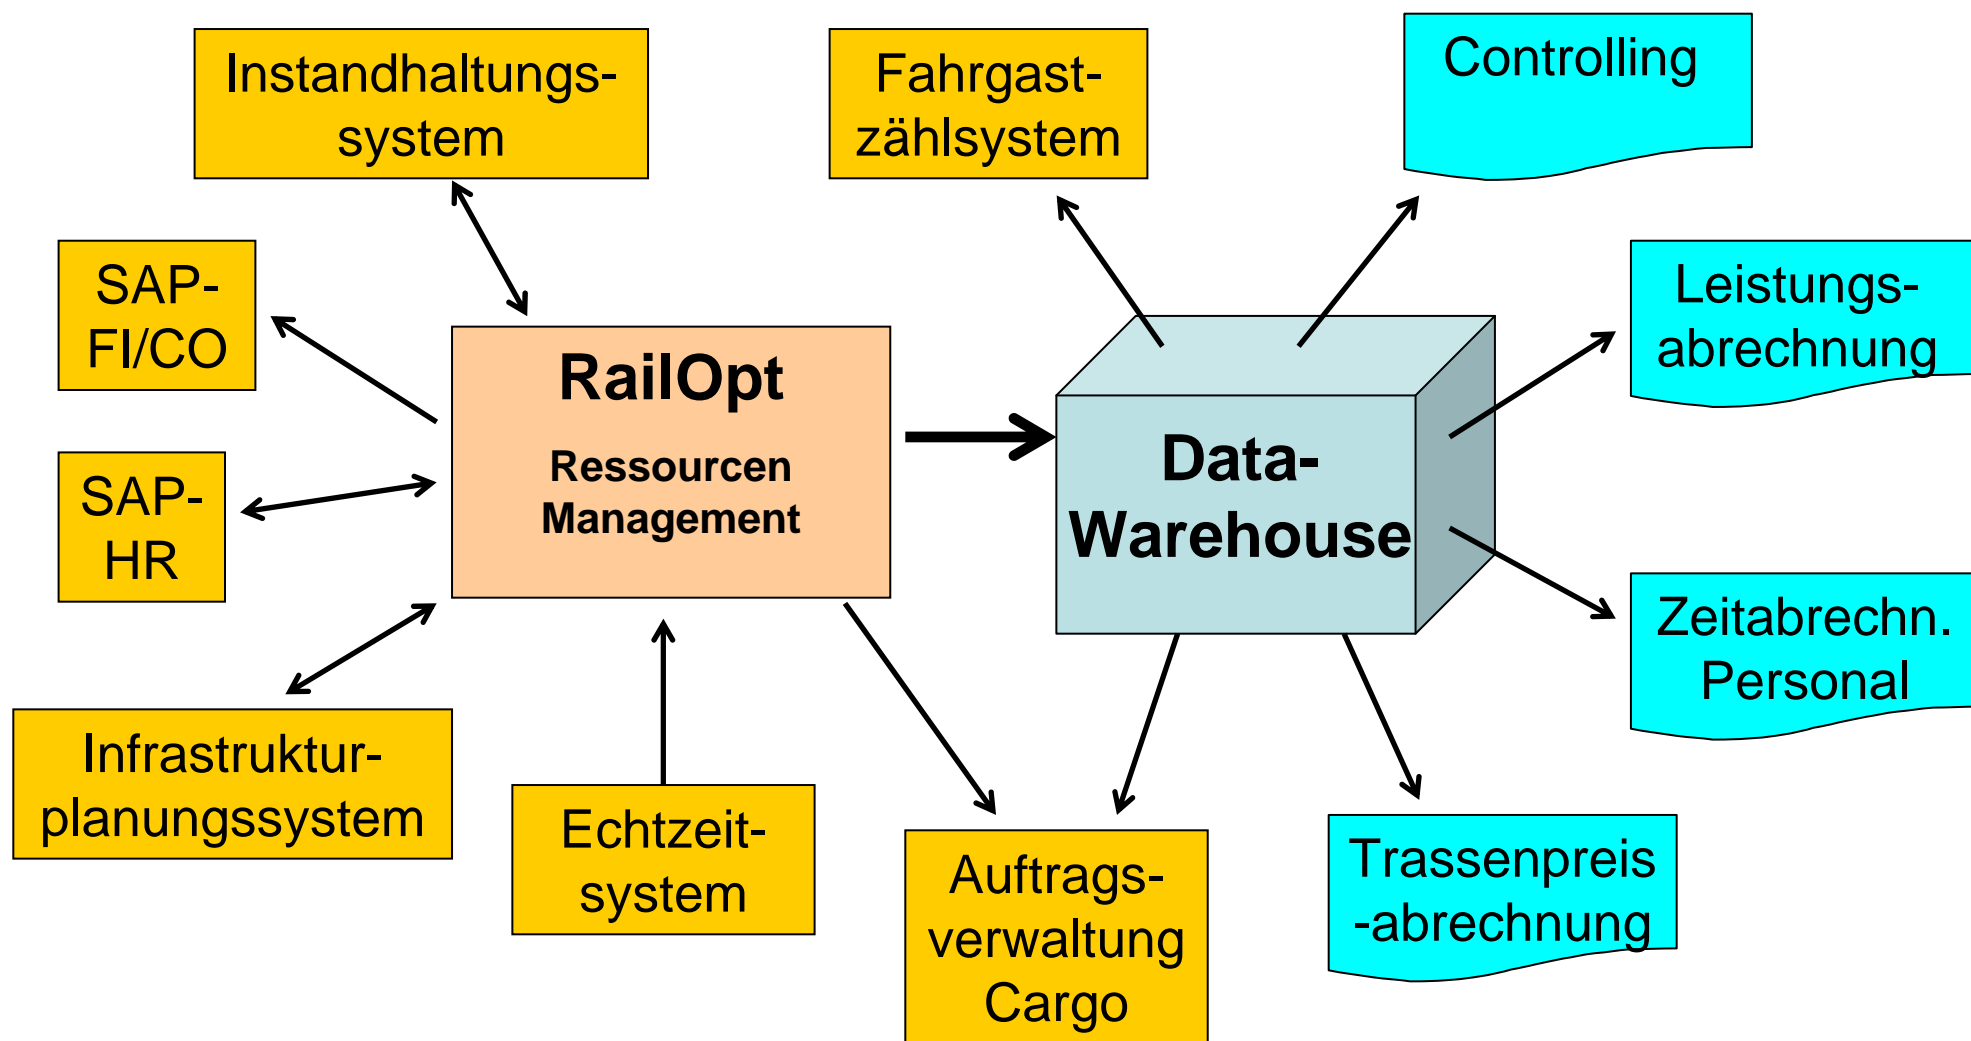 Instandhaltungs-
system
Fahrgast-
zählsystem
Controlling
SAP-
FI/CO
Leistungs-
abrechnung
RailOpt
Ressourcen
Management
Data-
Warehouse
SAP-
HR
Zeitabrechn.
Personal
Infrastruktur-
planungssystem
Echtzeit-
system
Auftrags-
verwaltung
Cargo
Trassenpreis
-abrechnung